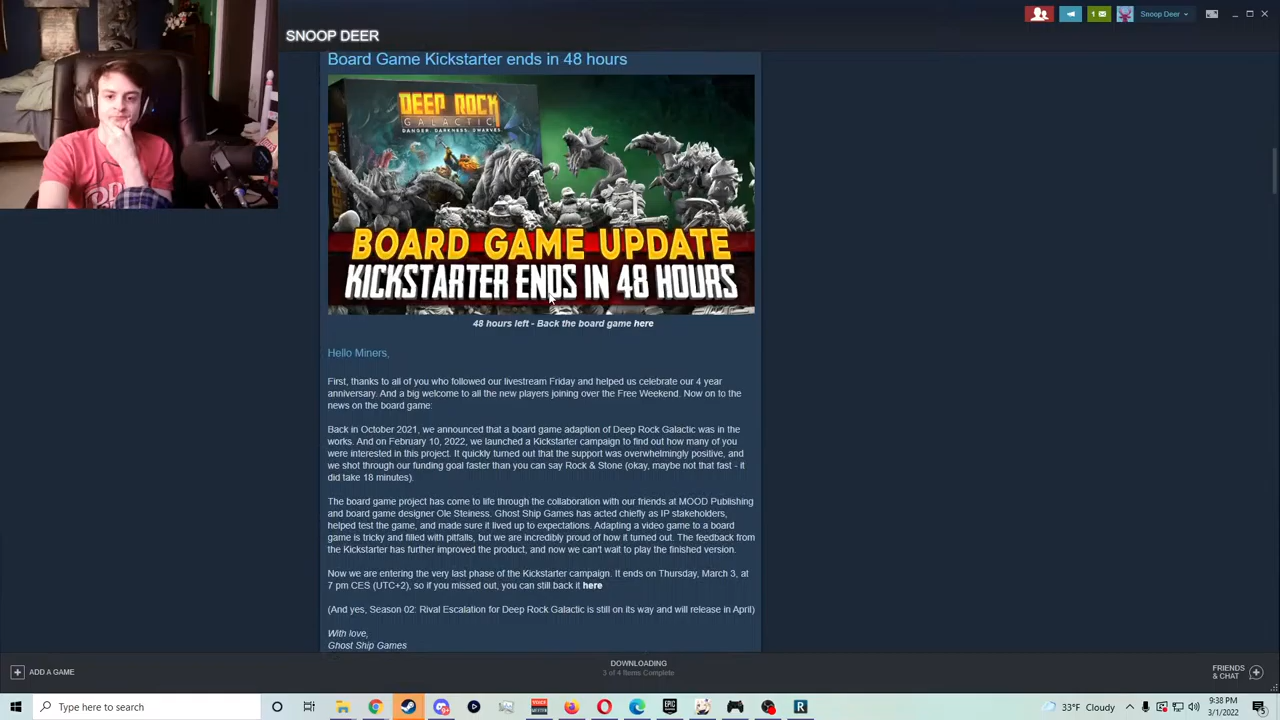 Snoop Deer
1
SNOOP DEER
Board Game Kickstarter ends in 48 hours
DEEP ROCK
GALACTIC
DANGER. DARKNESS. DWARVES.
BOARD GAME UPDATE
KICKSTARTER ENDS IN 48 HOURS
48 hours left - Back the board game here
Hello Miners,
First, thanks to all of you who followed our livestream Friday and helped us celebrate our 4 year
anniversary. And a big welcome to all the new players joining over the Free Weekend. Now on to the
news on the board game:
Back in October 2021, we announced that a board game adaption of Deep Rock Galactic was in the
works. And on February 10, 2022, we launched a Kickstarter campaign to find out how many of you
were interested in this project. It quickly turned out that the support was overwhelmingly positive, and
we shot through our funding goal faster than you can say Rock & Stone (okay, maybe not that fast - it
did take 18 minutes).
The board game project has come to life through the collaboration with our friends at MOOD Publishing
and board game designer Ole Steiness. Ghost Ship Games has acted chiefly as IP stakeholders,
helped test the game, and made sure it lived up to expectations. Adapting a video game to a board
game is tricky and filled with pitfalls, but we are incredibly proud of how it turned out. The feedback from
the Kickstarter has further improved the product, and now we can't wait to play the finished version.
Now we are entering the very last phase of the Kickstarter campaign. It ends on Thursday, March 3, at
7 pm CES (UTC+2), so if you missed out, you can still back it here
(And yes, Season 02: Rival Escalation for Deep Rock Galactic is still on its way and will release in April)
With love,
Ghost Ship Games
ADD A GAME
DOWNLOADING
3 of 4 Items Complete
FRIENDS
& CHAT
Type here to search
33°F Cloudy
9:38 PM
3/1/2022